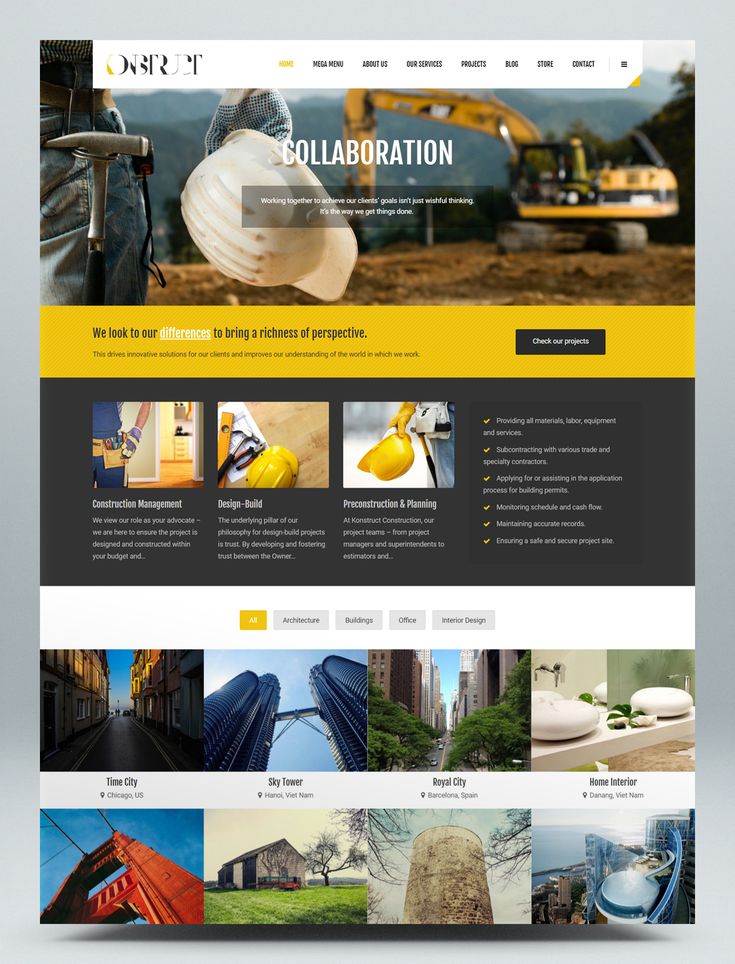 KONSTRUCT
HOME MEGA MENU ABOUT US OUR SERVICES PROJECTS BLOG STORE CONTACT
COLLABORATION
Working together to achieve our clients' goals isn't just wishful thinking.
It's the way we get things done.
We look to our differences to bring a richness of perspective.
This drives innovative solutions for our clients and improves our understanding of the world in which we work.
Check our projects
Construction Management
We view our role as your advocate –
we are here to ensure the project is
designed and constructed within
your budget and...
Design-Build
The underlying pillar of our
philosophy for design-build projects
is trust. By developing and fostering
trust between the Owner...
Preconstruction & Planning
At Konstruct Construction, our
project teams – from project
managers and superintendents to
estimators and...
Providing all materials, labor, equipment
and services.
Subcontracting with various trade and
specialty contractors.
Applying for or assisting in the application
process for building permits.
Monitoring schedule and cash flow.
Maintaining accurate records.
Ensuring a safe and secure project site.
All Architecture Buildings Office Interior Design
Time City
Chicago, US
Sky Tower
Hanoi, Viet Nam
Royal City
Barcelona, Spain
Home Interior
Danang, Viet Nam